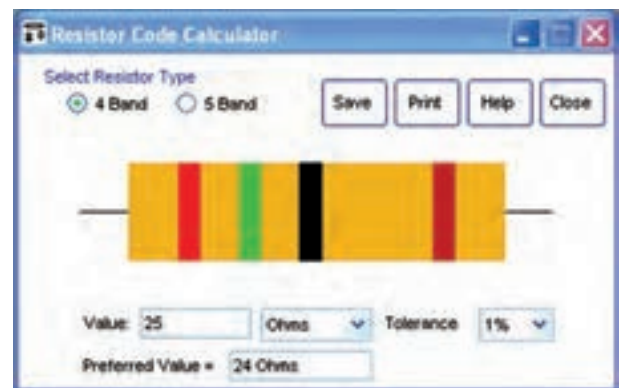 Resistor Code Calculator
Select Resistor Type
4 Band 5 Band Save Print Help Close
Value: 25 Ohms Tolerance 1%
Preferred Value = 24 Ohms